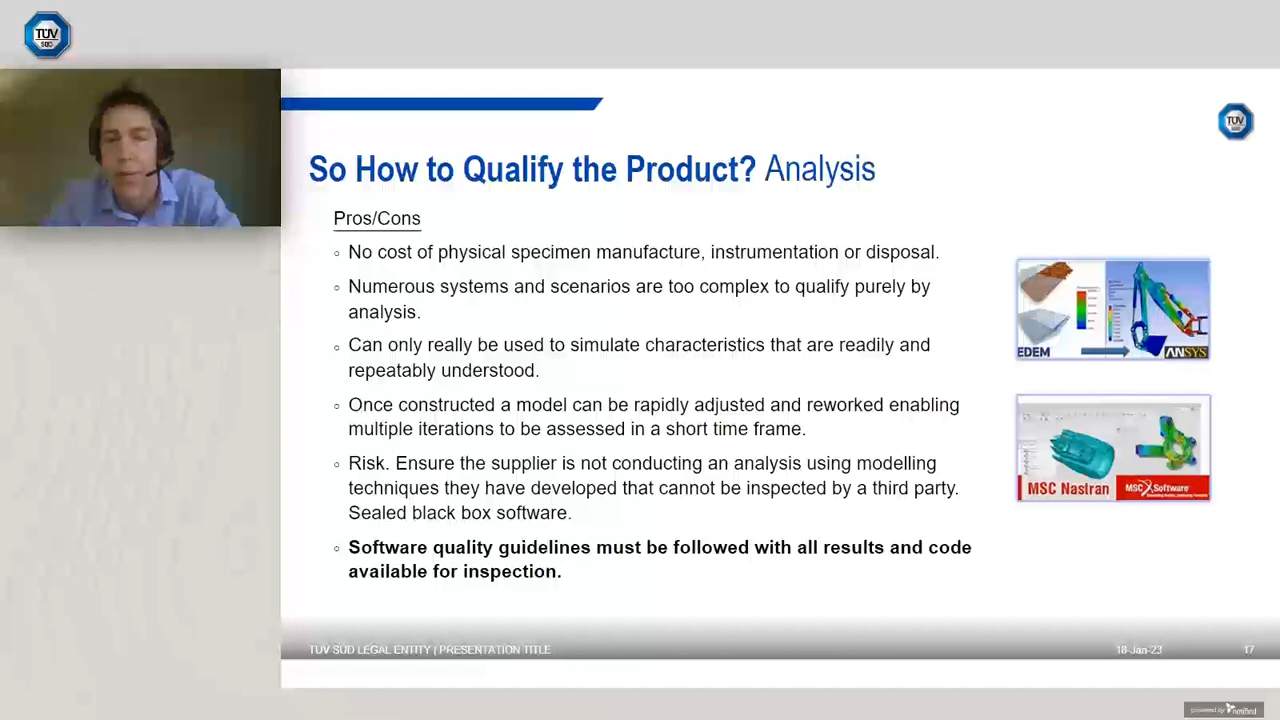 TÜV
SÜD
TÜV
So How to Qualify the Product? Analysis
Pros/Cons
No cost of physical specimen manufacture, instrumentation or disposal.
Numerous systems and scenarios are too complex to qualify purely by
analysis.
Can only really be used to simulate characteristics that are readily and
repeatably understood.
Once constructed a model can be rapidly adjusted and reworked enabling
multiple iterations to be assessed in a short time frame.
Risk. Ensure the supplier is not conducting an analysis using modelling
techniques they have developed that cannot be inspected by a third party.
Sealed black box software.
Software quality guidelines must be followed with all results and code
available for inspection.
EDEM
ANSYS
MSC Nastran
MSC Software
TÜV SÜD LEGAL ENTITY | PRESENTATION TITLE
18-Jan-23
17
powered by notified